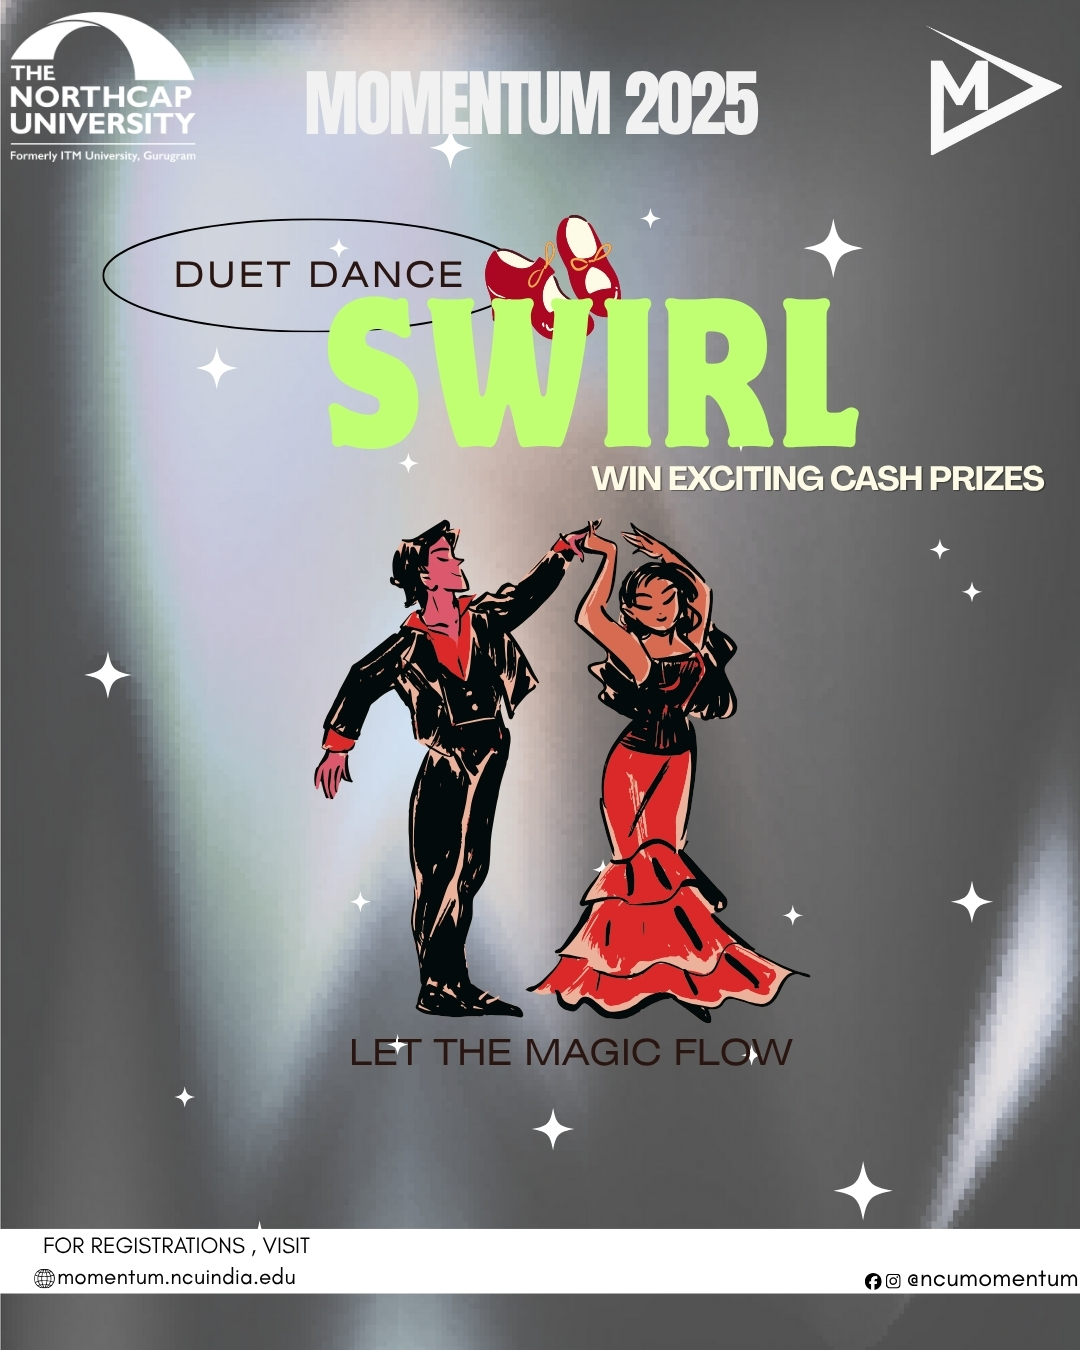 THE
NORTHCAP
UNIVERSITY
Formerly ITM University, Gurugram
MOMENTUM 2025
M
DUET DANCE
SWIRL
WIN EXCITING CASH PRIZES
LET THE MAGIC FLOW
FOR REGISTRATIONS , VISIT
momentum.ncuindia.edu
@ncumomentum